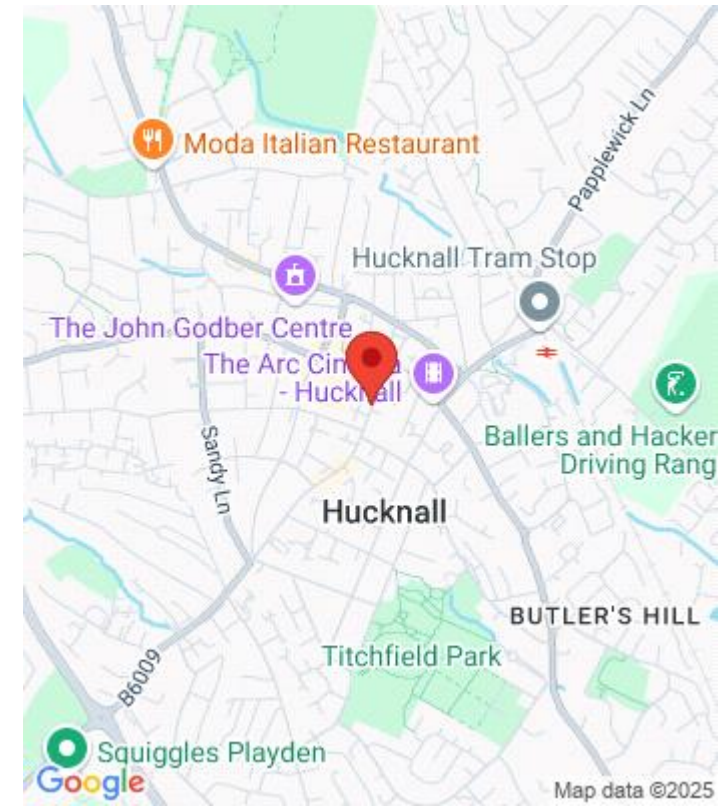 Moda Italian Restaurant
Papplewick Ln
Hucknall Tram Stop
The John Godber Centre
The Arc Cin a
- Hucknall
Ballers and Hacker
Driving Rang
Sandy Ln
Hucknall
BUTLER'S HILL
Titchfield Park
B6009
Squiggles Playden
Google
Map data ©2025